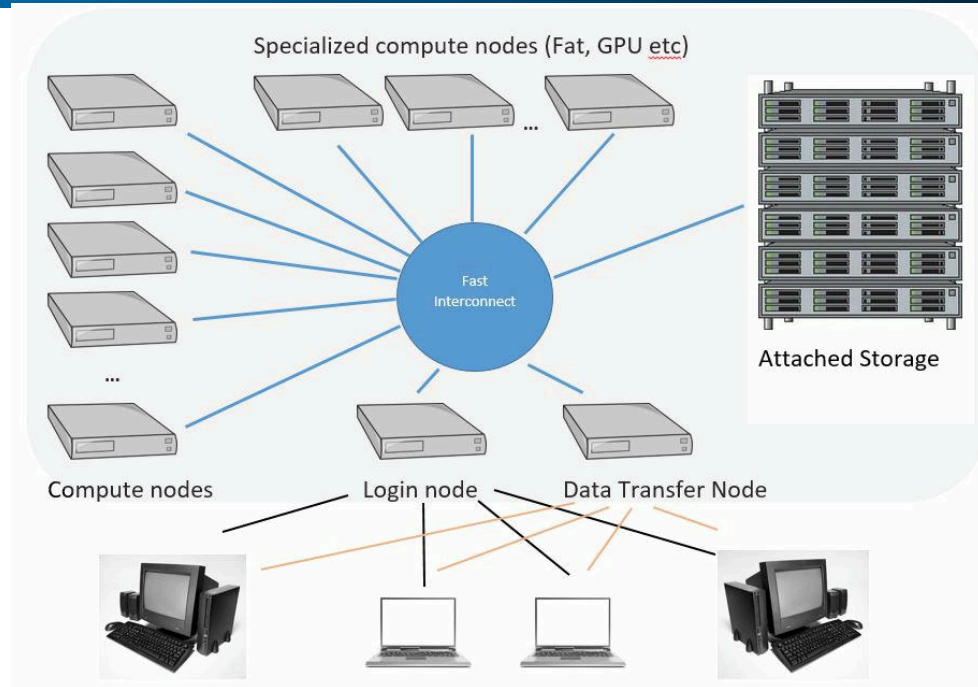 Specialized compute nodes (Fat, GPU etc)
...
Fast
Interconnect
Attached Storage
...
Compute nodes
Login node
Data Transfer Node